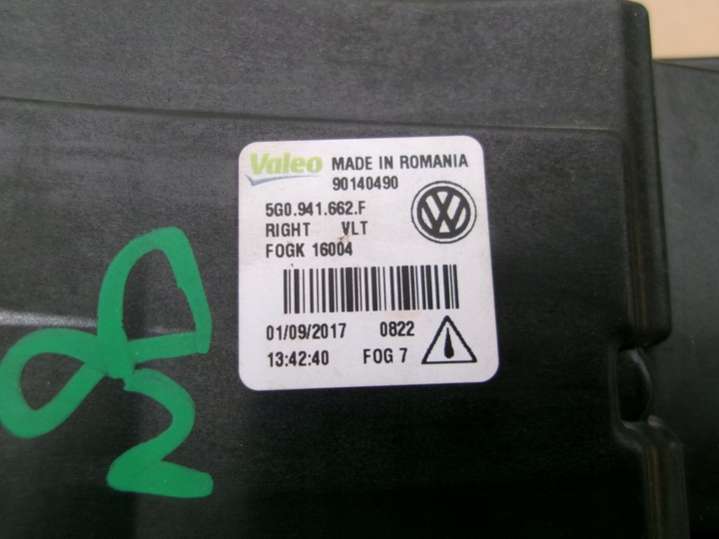 Valeo MADE IN ROMANIA
90140490
5G0.941.662.F
RIGHT VLT
FOGK 16004
01/09/2017 0822
13:42:40 FOG 7